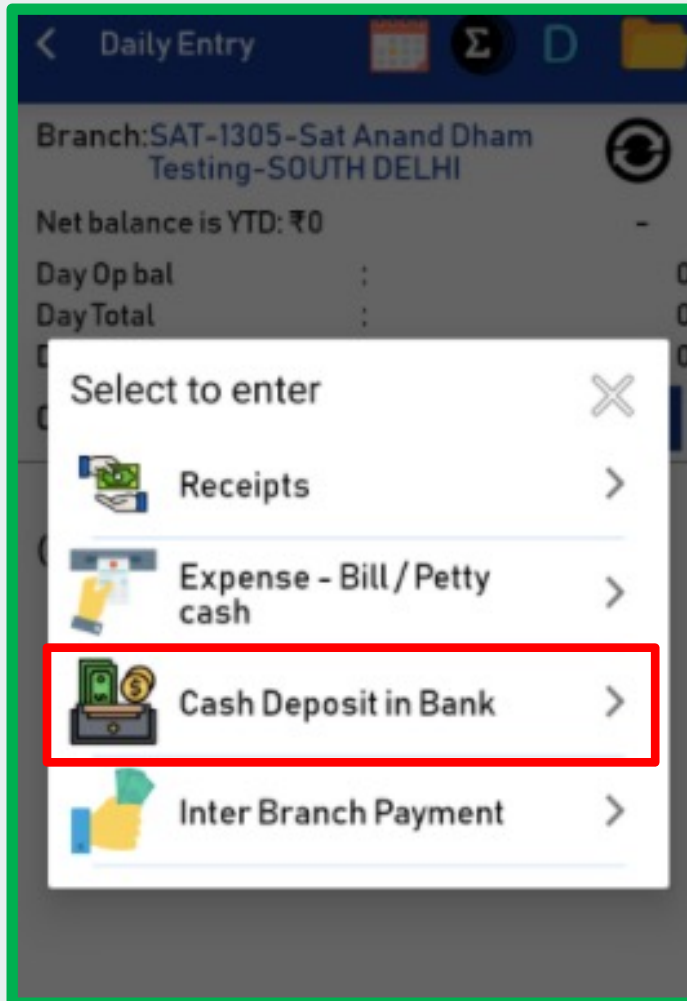 Daily Entry
Σ D
Branch:SAT-1305-Sat Anand Dham
Testing-SOUTH DELHI
Net balance is YTD: ₹0 -
Day Op bal :
Day Total :
Select to enter
Receipts
Expense - Bill / Petty
cash
Cash Deposit in Bank
Inter Branch Payment